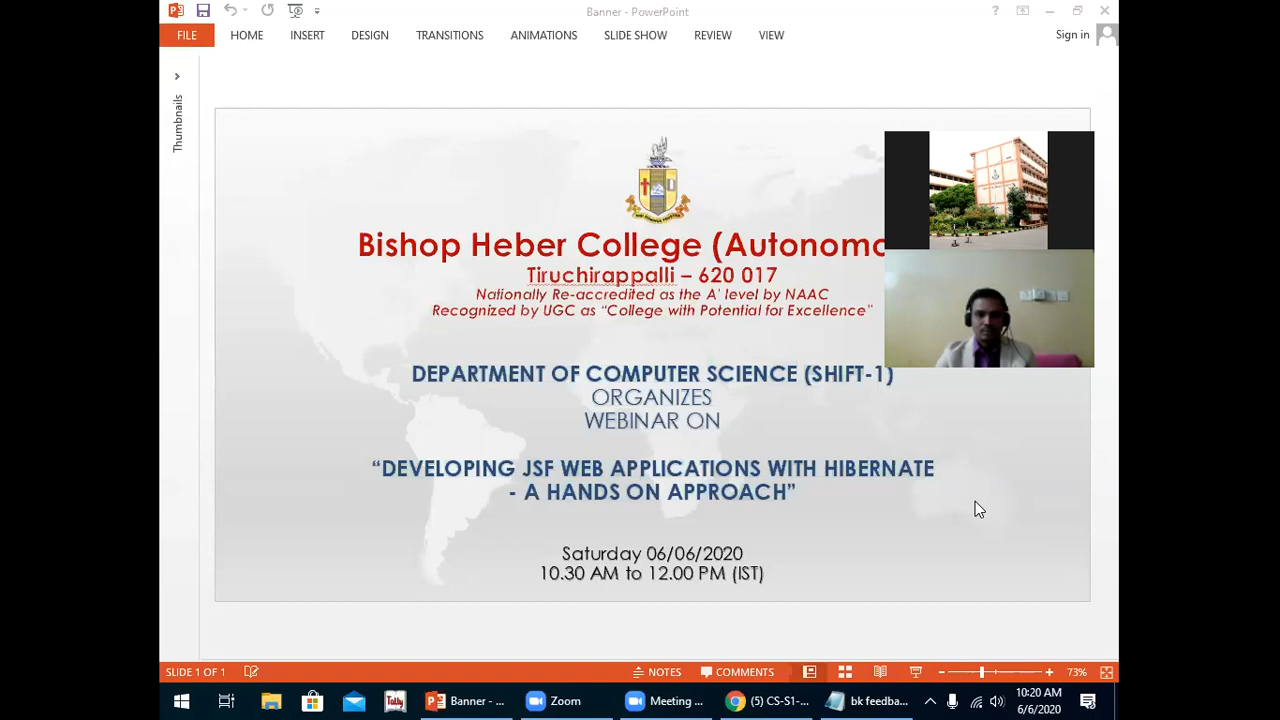 Banner - PowerPoint
FILE HOME INSERT DESIGN TRANSITIONS ANIMATIONS SLIDE SHOW REVIEW VIEW Sign in
Thumbnails
Bishop Heber College (Autonomo
Tiruchirappalli – 620 017
Nationally Re-accredited as the A' level by NAAC
Recognized by UGC as "College with Potential for Excellence"
DEPARTMENT OF COMPUTER SCIENCE (SHIFT-1)
ORGANIZES
WEBINAR ON
“DEVELOPING JSF WEB APPLICATIONS WITH HIBERNATE
- A HANDS ON APPROACH”
Saturday 06/06/2020
10.30 AM to 12.00 PM (IST)
SLIDE 1 OF 1 NOTES COMMENTS 73%
Tally Banner - ... Zoom Meeting ... (5) CS-S1-... bk feedba... 10:20 AM
6/6/2020